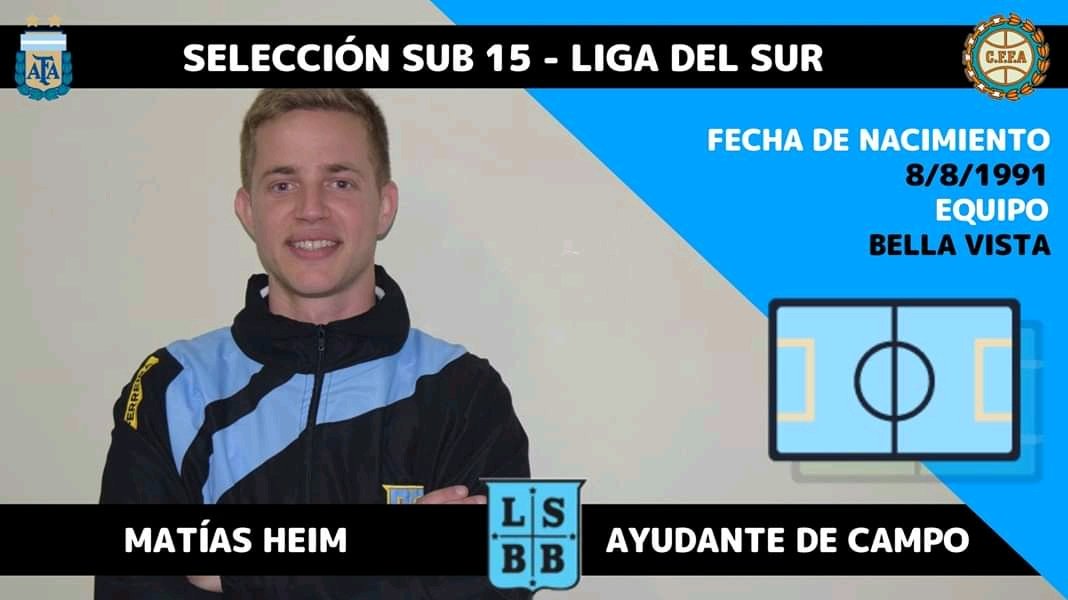 SELECCIÓN SUB 15 - LIGA DEL SUR
AFA
C.F.F.A
FECHA DE NACIMIENTO
8/8/1991
EQUIPO
BELLA VISTA
MATÍAS HEIM
L S
B B
AYUDANTE DE CAMPO